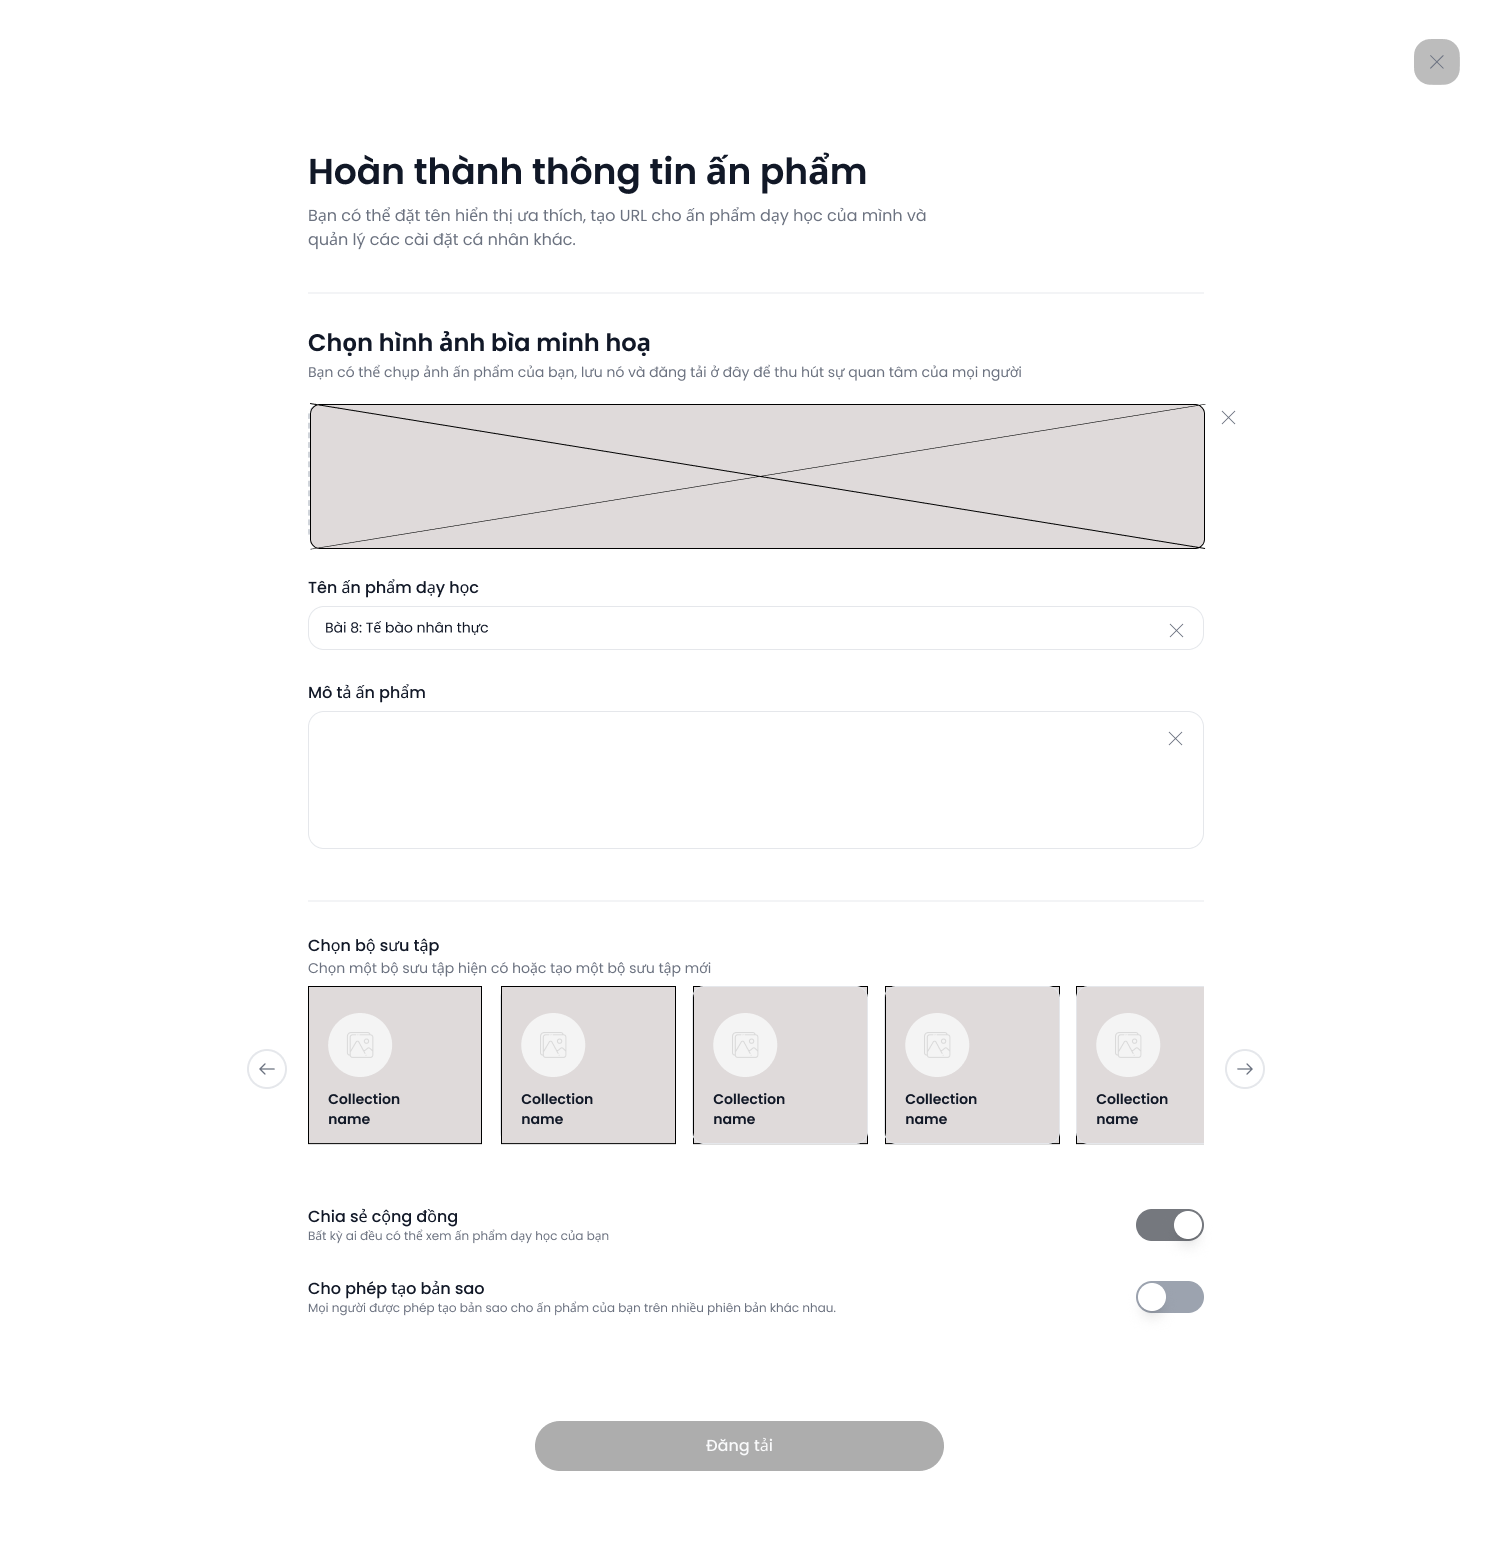 Hoàn thành thông tin ấn phẩm
Bạn có thể đặt tên hiển thị ưa thích, tạo URL cho ấn phẩm dạy học của mình và
quản lý các cài đặt cá nhân khác.
Chọn hình ảnh bìa minh hoạ
Bạn có thể chụp ảnh ấn phẩm của bạn, lưu nó và đăng tải ở đây để thu hút sự quan tâm của mọi người
Tên ấn phẩm dạy học
Bài 8: Tế bào nhân thực
Mô tả ấn phẩm
Chọn bộ sưu tập
Chọn một bộ sưu tập hiện có hoặc tạo một bộ sưu tập mới
Collection
name
Collection
name
Collection
name
Collection
name
Collection
name
Chia sẻ cộng đồng
Bất kỳ ai đều có thể xem ấn phẩm dạy học của bạn
Cho phép tạo bản sao
Mọi người được phép tạo bản sao cho ấn phẩm của bạn trên nhiều phiên bản khác nhau.
Đăng tải